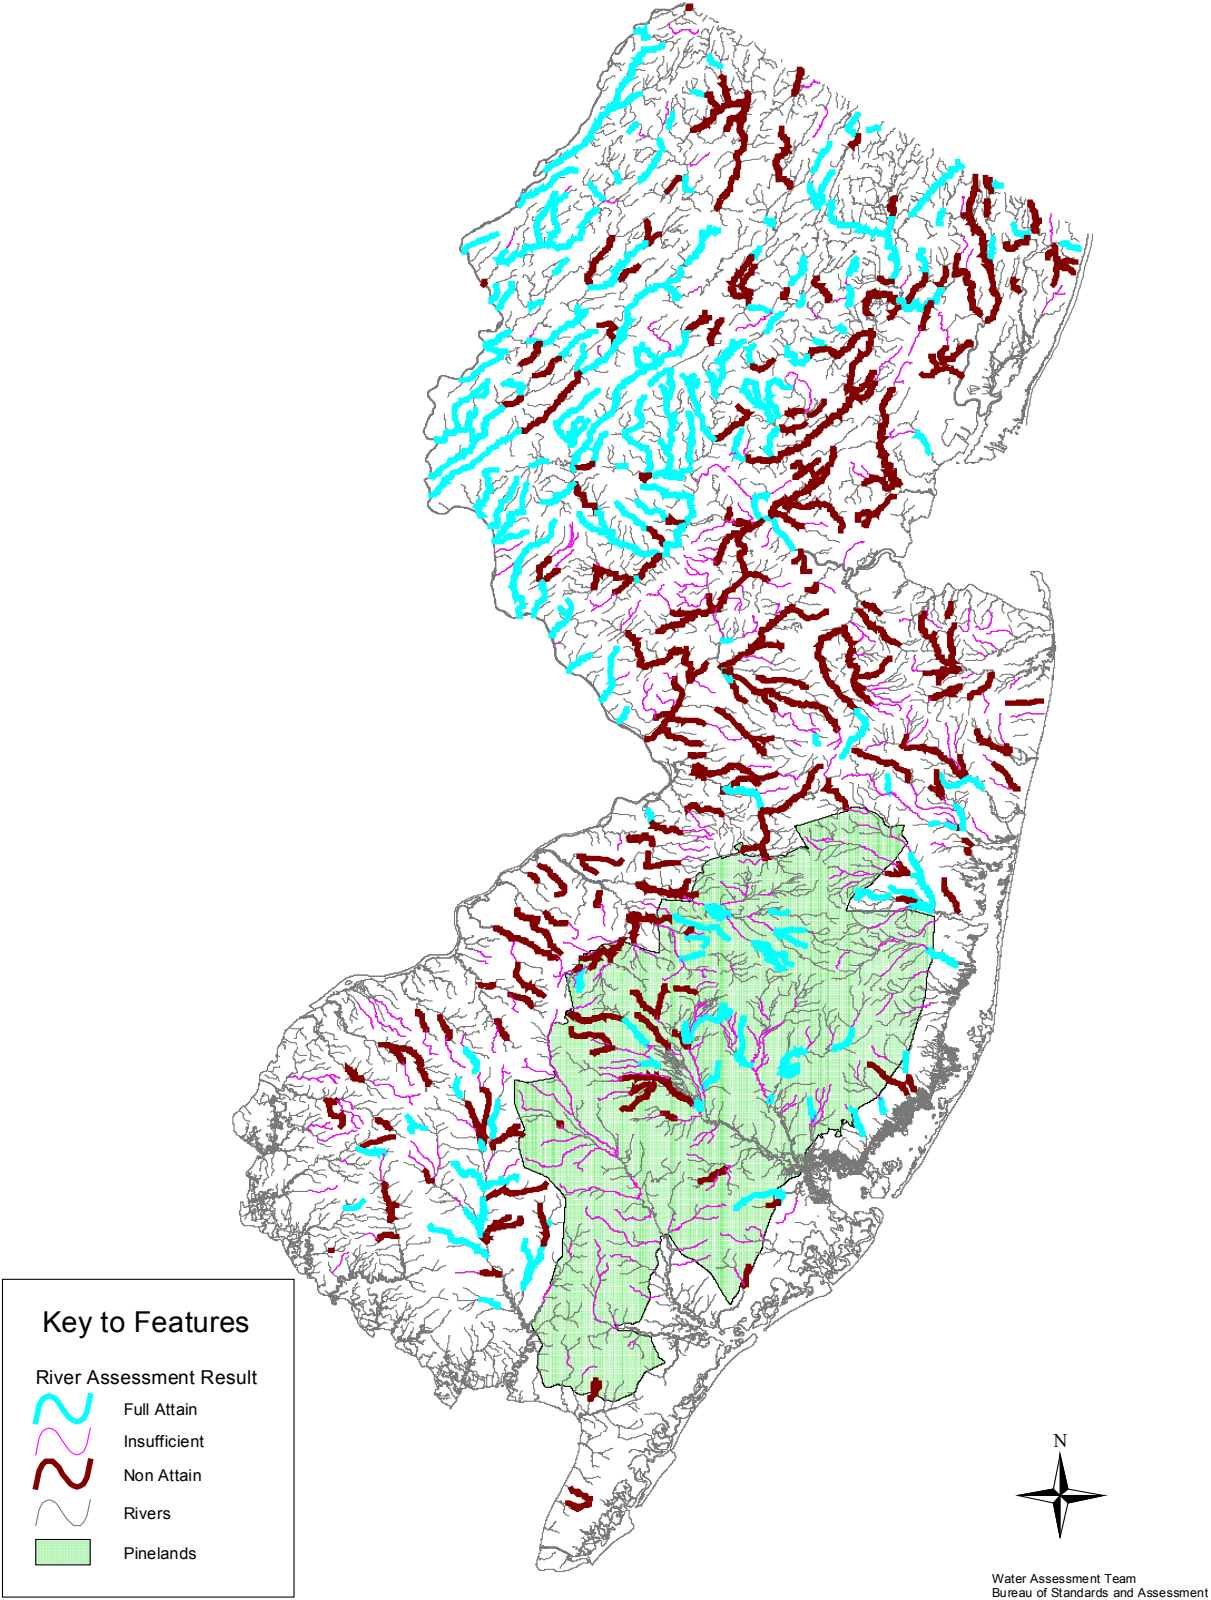 Key to Features
River Assessment Result
Full Attain
Insufficient
Non Attain
Rivers
Pinelands
N
Water Assessment Team
Bureau of Standards and Assessment